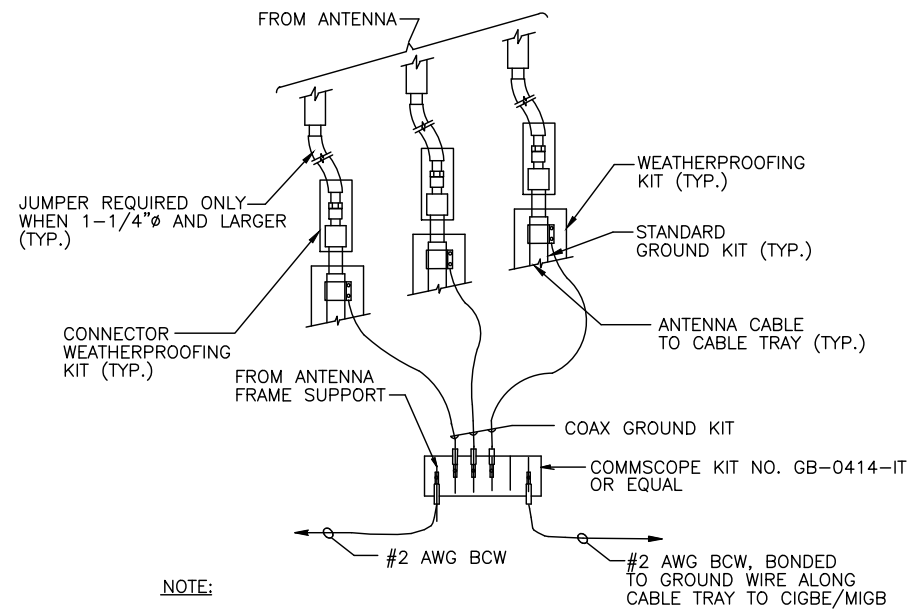 FROM ANTENNA
JUMPER REQUIRED ONLY
WHEN 1-1/4"ø AND LARGER
(TYP.)
WEATHERPROOFING
KIT (TYP.)
STANDARD
GROUND KIT (TYP.)
CONNECTOR
WEATHERPROOFING
KIT (TYP.)
ANTENNA CABLE
TO CABLE TRAY (TYP.)
FROM ANTENNA
FRAME SUPPORT
COAX GROUND KIT
COMMSCOPE KIT NO. GB-0414-IT
OR EQUAL
#2 AWG BCW
#2 AWG BCW, BONDED
TO GROUND WIRE ALONG
CABLE TRAY TO CIGBE/MIGB
NOTE: